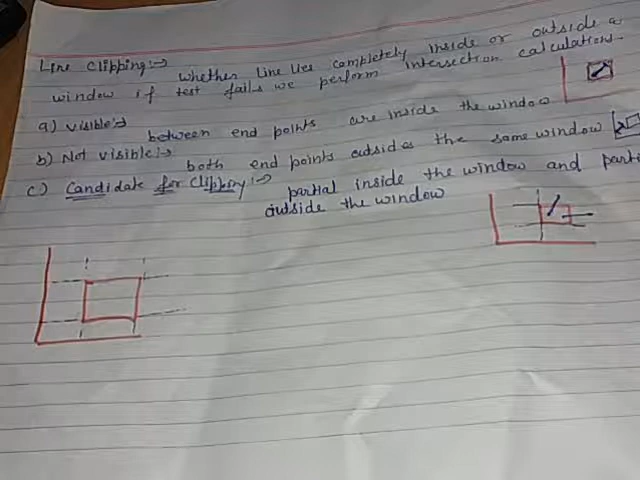 Line Clipping:→
whether line lies completely inside or outside a
window if test fails we perform intersection calculation.
a) visible:→
between end points are inside the window
b) Not visible:→
both end points outsides the same window
c) Candidate for Clipping:→
partial inside the window and parti
outside the window